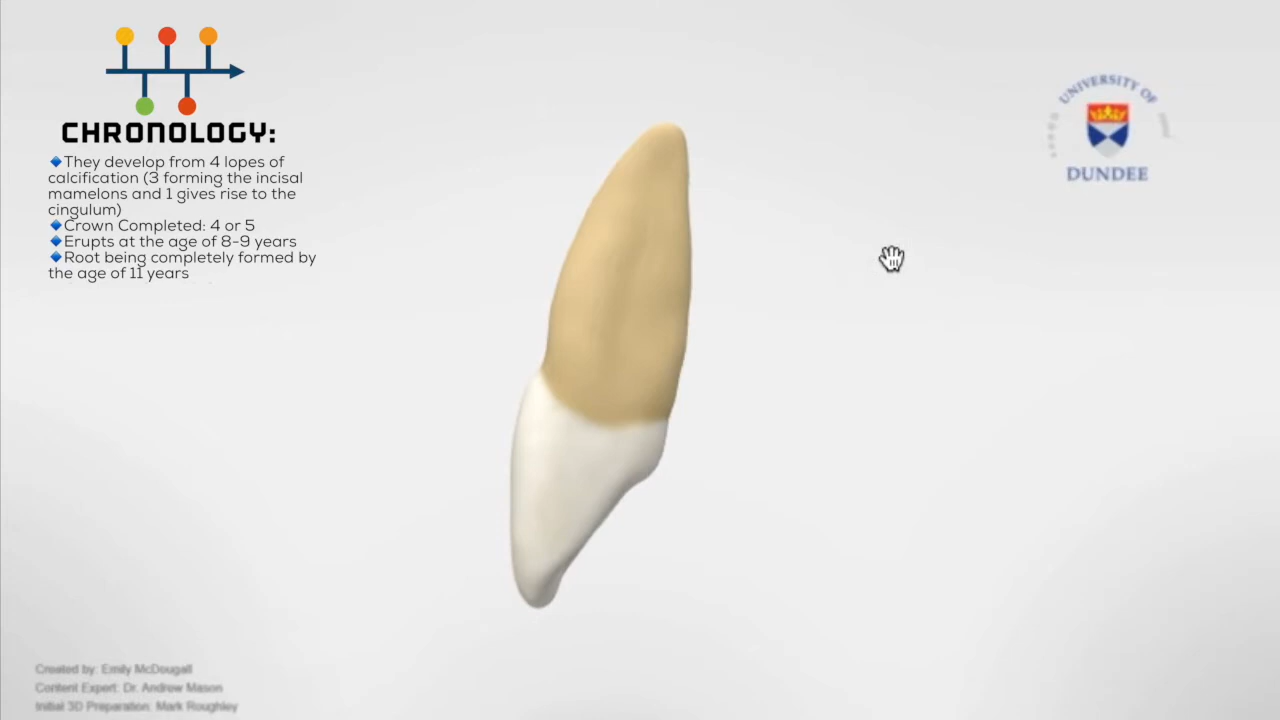 CHRONOLOGY:
🔹They develop from 4 lopes of
calcification (3 forming the incisal
mamelons and 1 gives rise to the
cingulum)
🔹Crown Completed: 4 or 5
🔹Erupts at the age of 8-9 years
🔹Root being completely formed by
the age of 11 years
UNIVERSITY OF
DUNDEE
Created by: Emily McDougall
Content Expert: Dr. Andrew Mason
Initial 3D Preparation: Mark Roughley